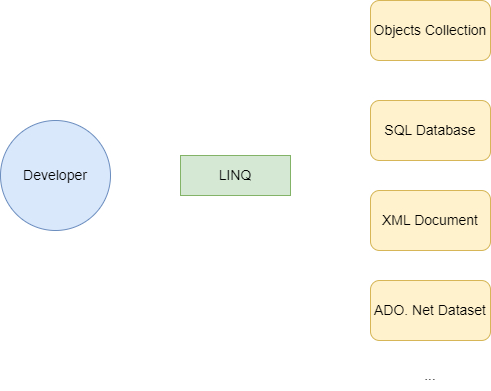 Objects Collection
SQL Database
Developer
LINQ
XML Document
ADO. Net Dataset
...